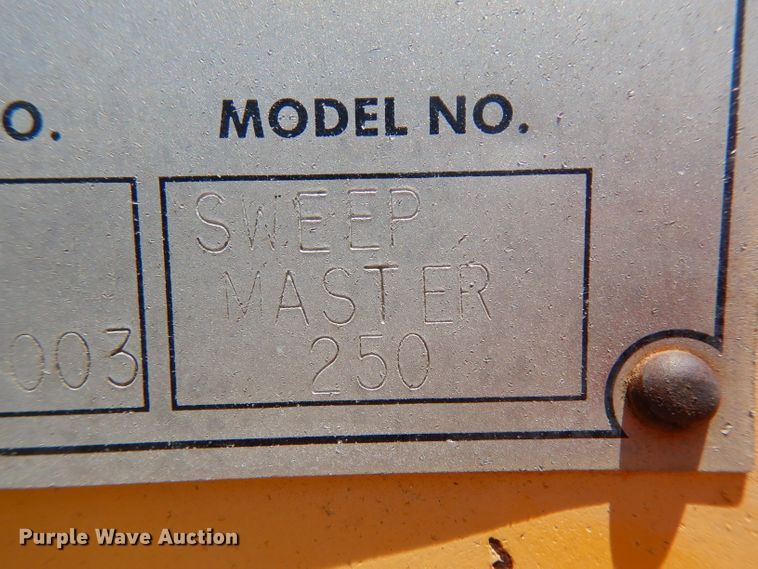 O. MODEL NO.
SWEEP
MASTER
003 250
Purple Wave Auction®